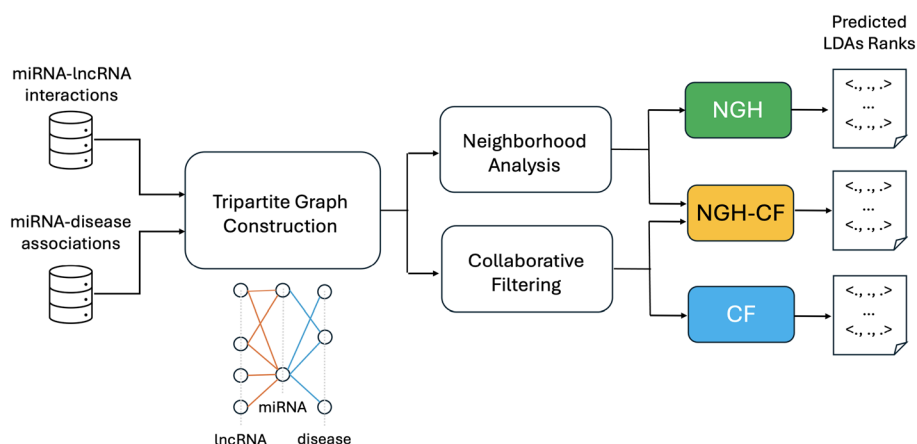 Predicted
LDAs Ranks
miRNA-lncRNA
interactions
miRNA-disease
associations
Tripartite Graph
Construction
Neighborhood
Analysis
Collaborative
Filtering
NGH
NGH-CF
CF
<., ., .>
...
<., ., .>
<., ., .>
...
<., ., .>
<., ., .>
...
<., ., .>
miRNA
lncRNA
disease